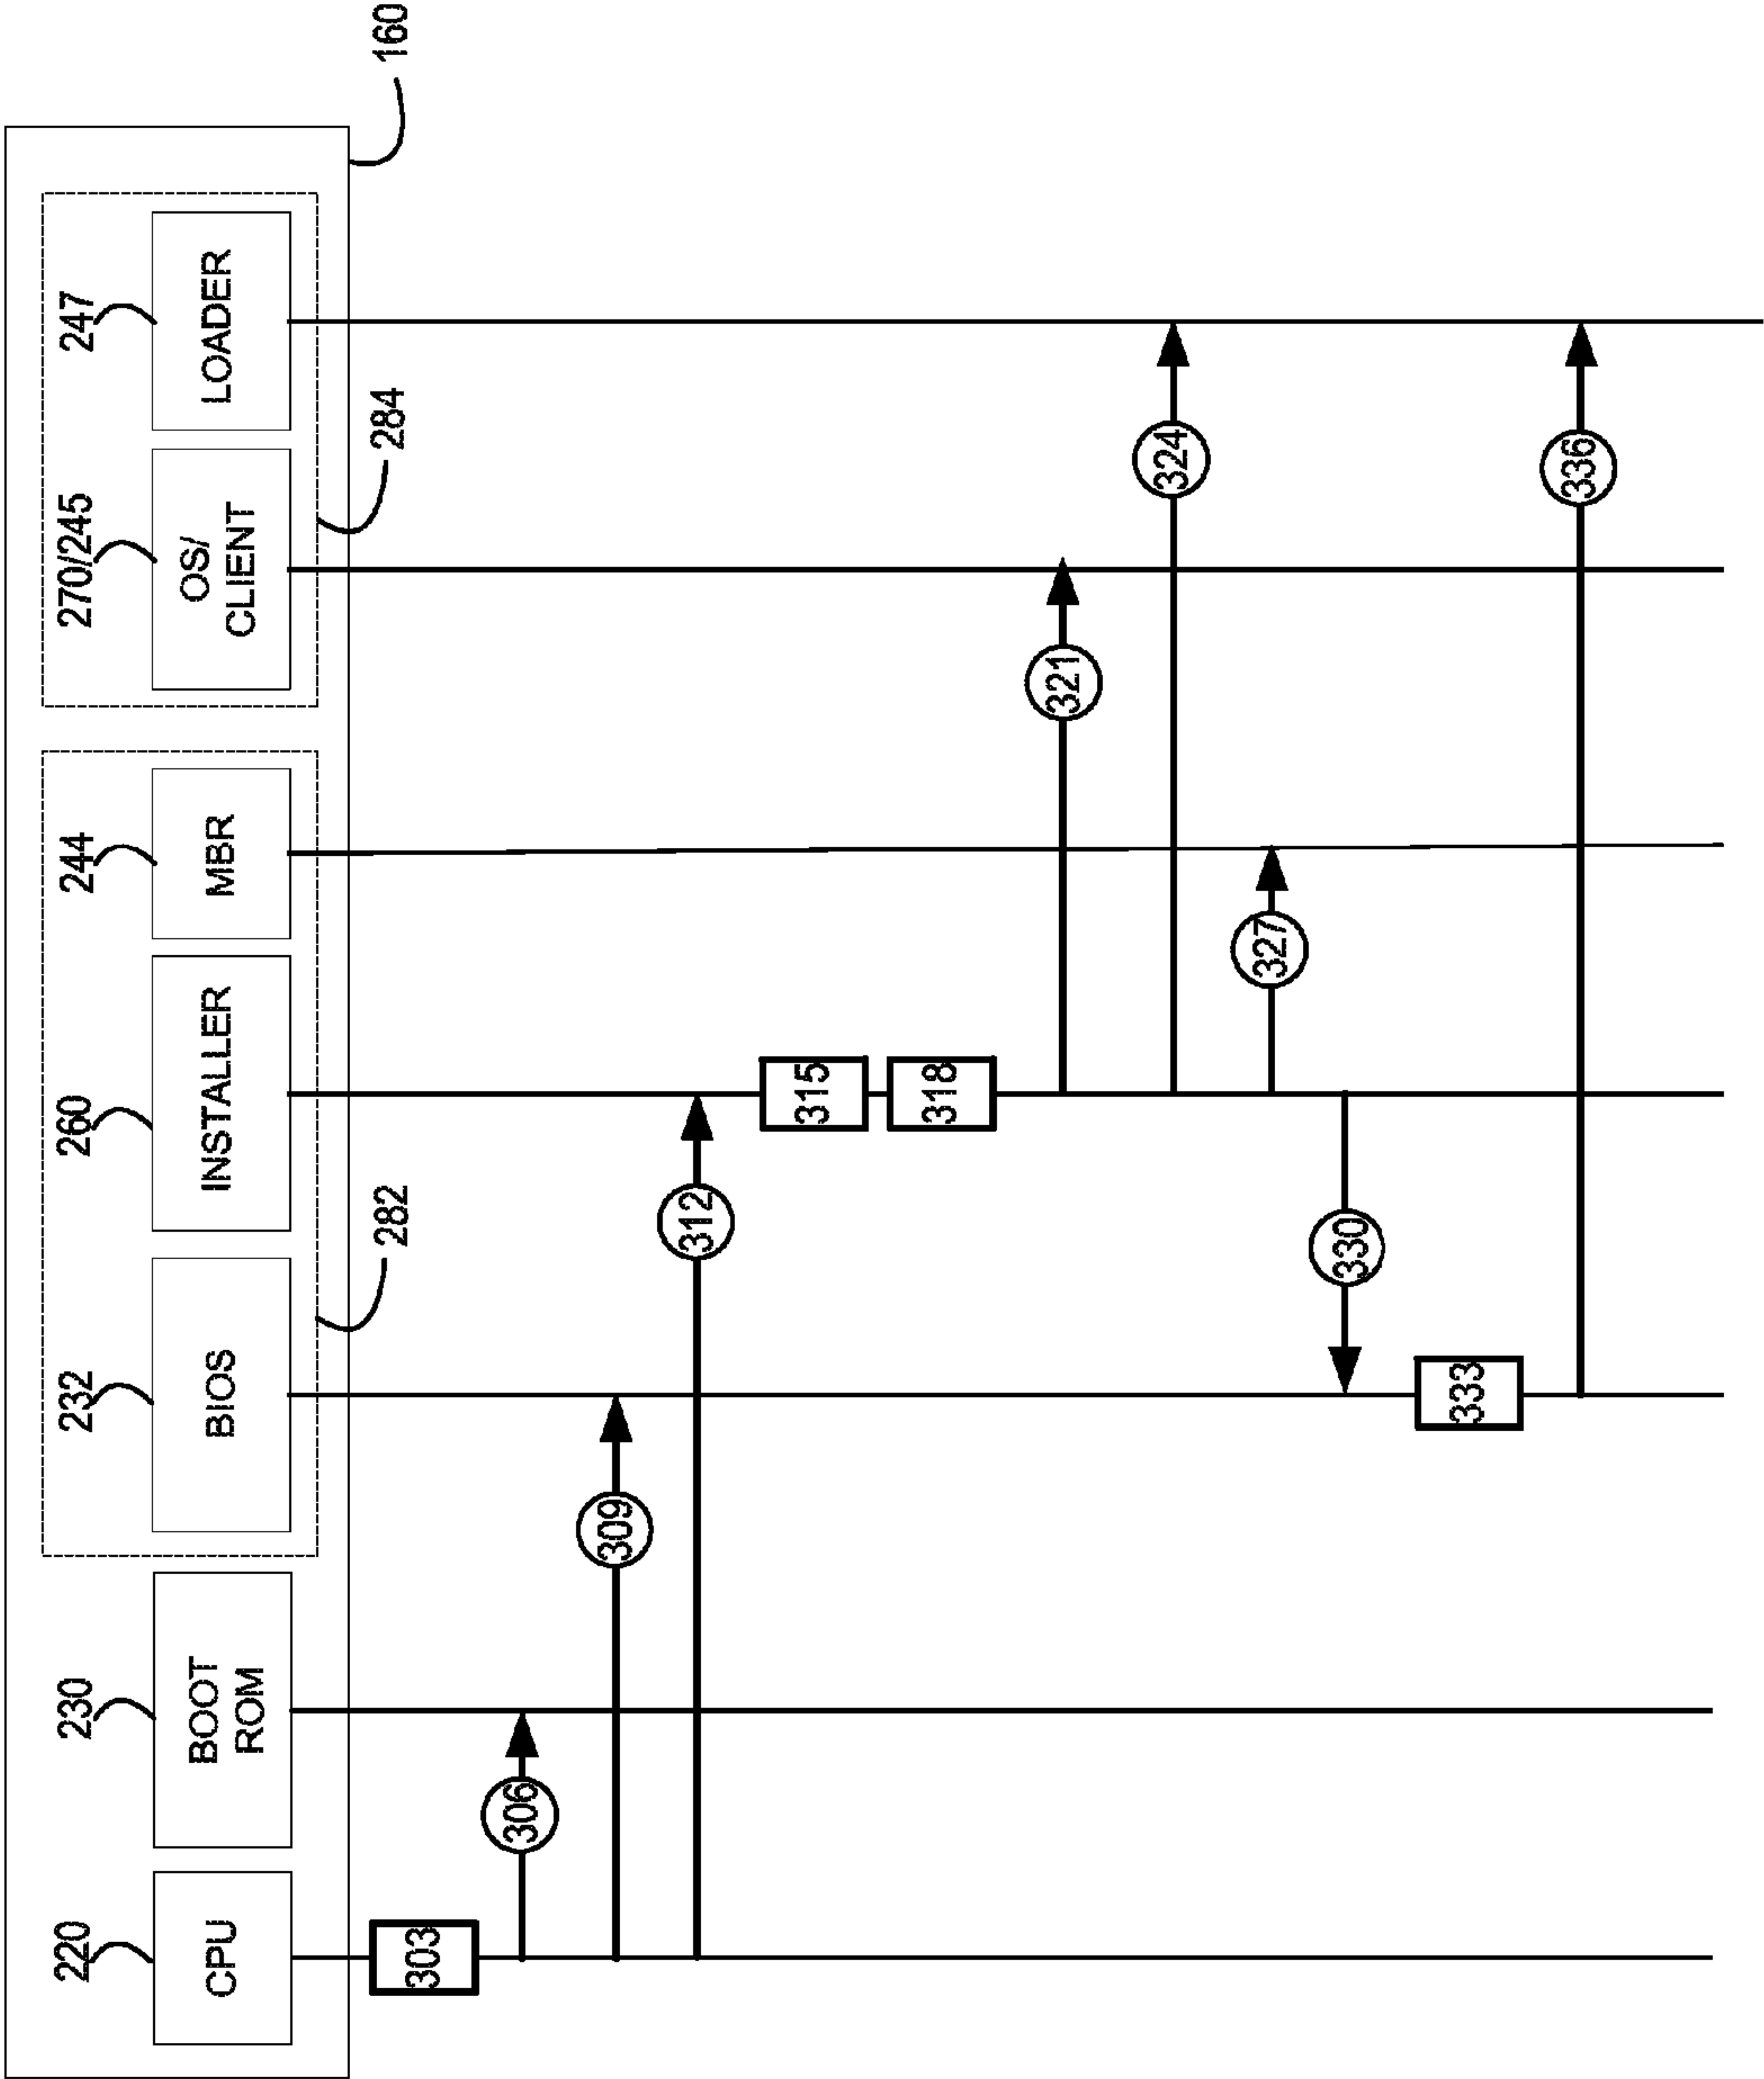 220
230
232
260
244
270/245
247
CPU
BOOT
ROM
BIOS
INSTALLER
MBR
OS/
CLIENT
LOADER
282
284
160
303
306
309
312
315
318
321
324
327
330
333
336